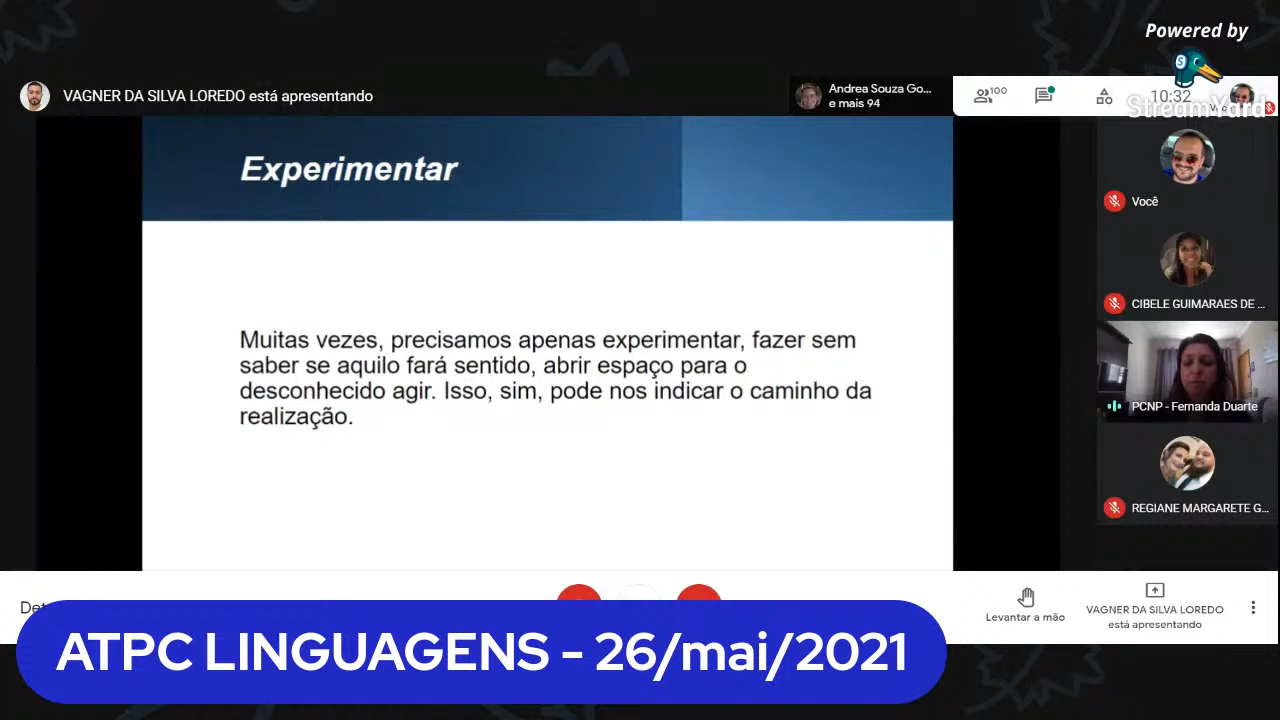 Powered by
StreamYard
VAGNER DA SILVA LOREDO está apresentando
Andrea Souza Go...
e mais 94
100
10:32
Experimentar
Muitas vezes, precisamos apenas experimentar, fazer sem
saber se aquilo fará sentido, abrir espaço para o
desconhecido agir. Isso, sim, pode nos indicar o caminho da
realização.
Você
CIBELE GUIMARAES DE ...
PCNP - Fernanda Duarte
REGIANE MARGARETE G...
Levantar a mão
VAGNER DA SILVA LOREDO
está apresentando
ATPC LINGUAGENS - 26/mai/2021